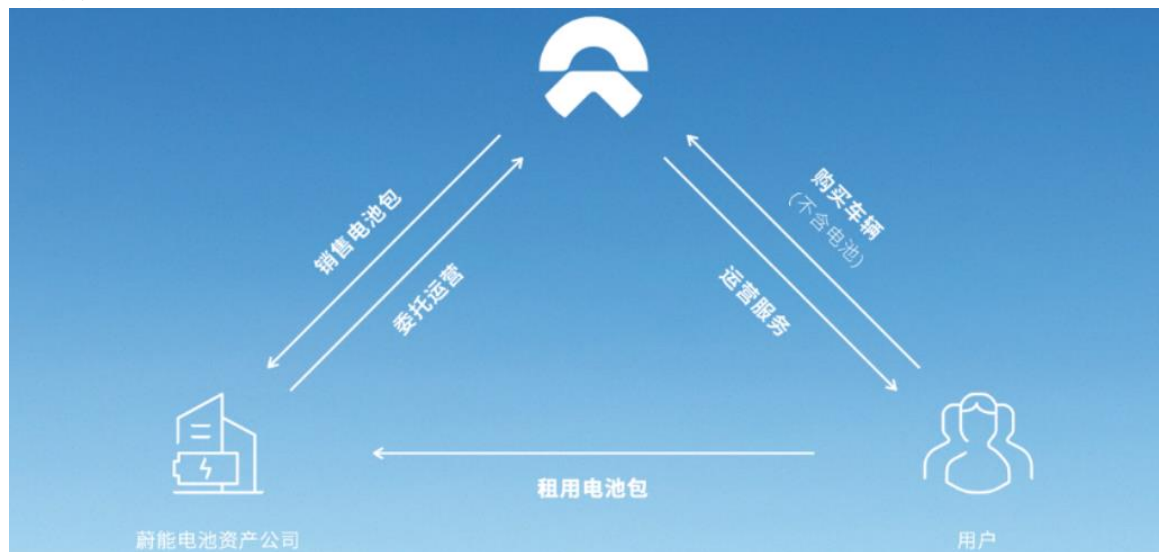 销售电池包
委托运营
购买车辆
(不含电池)
运营服务
租用电池包
蔚能电池资产公司
用户